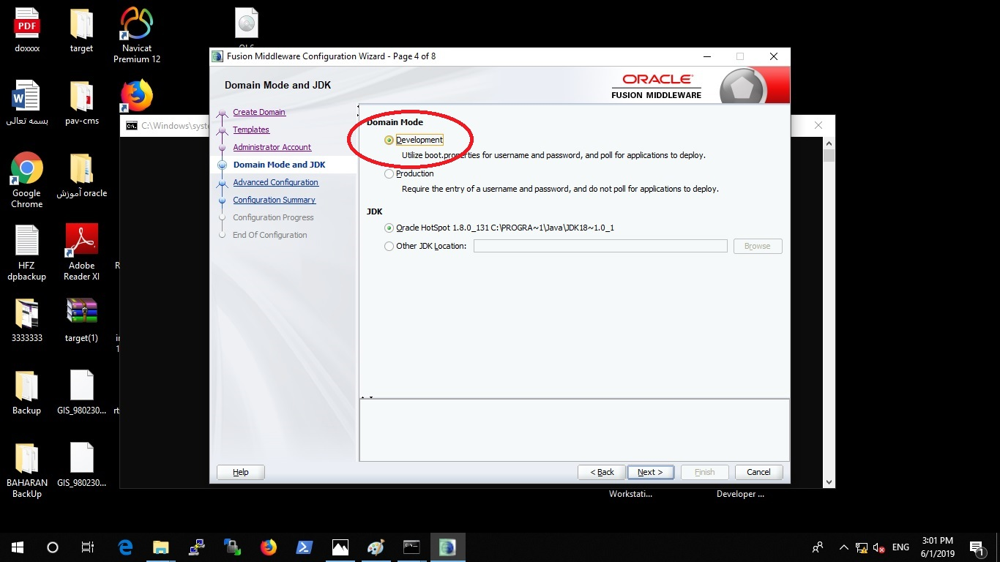 PDF
doxxxx
target
Navicat
Premium 12
بسمه تعالی
pav-cms
Google
Chrome
آموزش oracle
HFZ
dpbackup
Adobe
Reader XI
3333333
target(1)
Backup
GIS_980230...
BAHARAN
BackUp
GIS_980230...
C:\Windows\syste
Fusion Middleware Configuration Wizard - Page 4 of 8
Domain Mode and JDK
ORACLE
FUSION MIDDLEWARE
Create Domain
Templates
Administrator Account
Domain Mode and JDK
Advanced Configuration
Configuration Summary
Configuration Progress
End Of Configuration
Domain Mode
Development
Utilize boot.properties for username and password, and poll for applications to deploy.
Production
Require the entry of a username and password, and do not poll for applications to deploy.
JDK
Oracle HotSpot 1.8.0_131 C:\PROGRA~1\Java\JDK18~1.0_1
Other JDK Location:
Browse
Help
< Back
Next >
Finish
Cancel
Workstati...
Developer ...
ENG
3:01 PM
6/1/2019
1